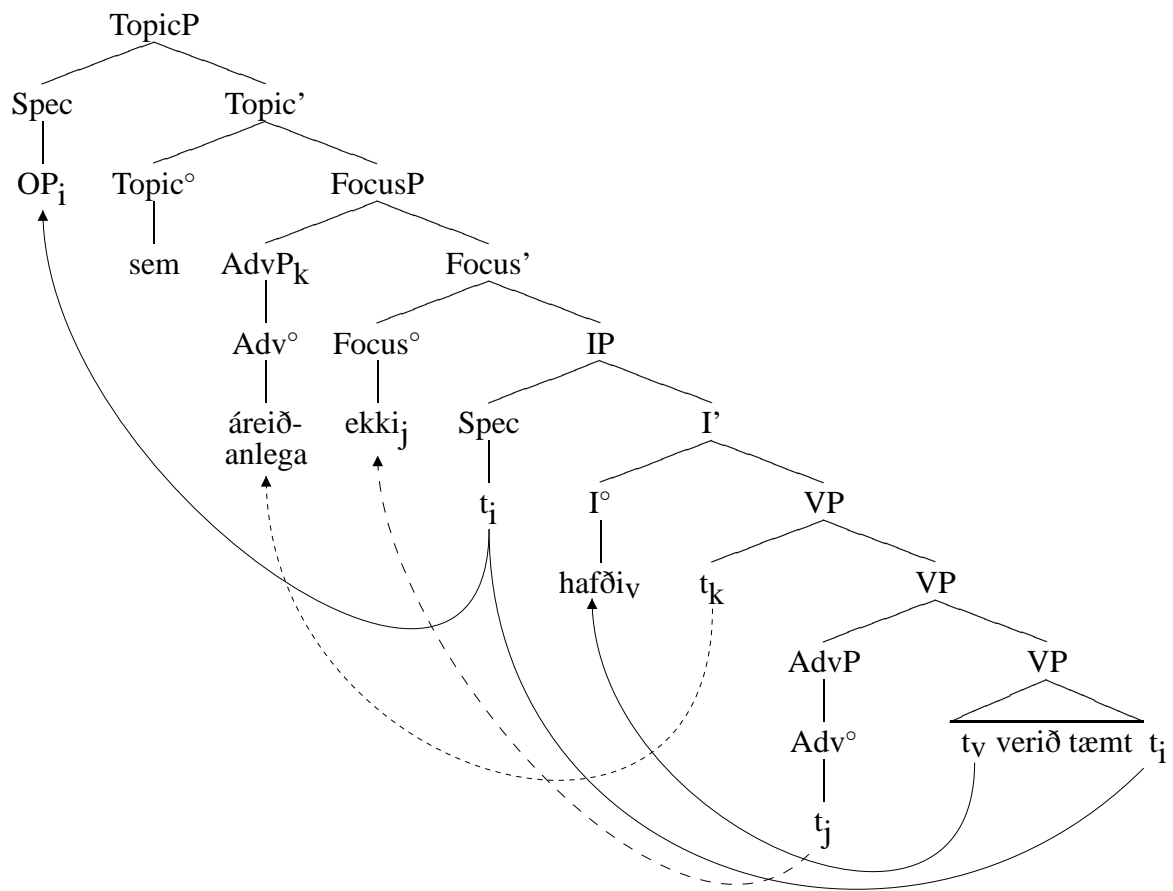 TopicP
Spec Topic’
OPi Topic° FocusP
sem AdvPk Focus’
Adv° Focus° IP
áreið-
anlega ekkij Spec I’
ti I° VP
hafðiv tk VP
AdvP VP
Adv° tv verið tæmt ti
tj